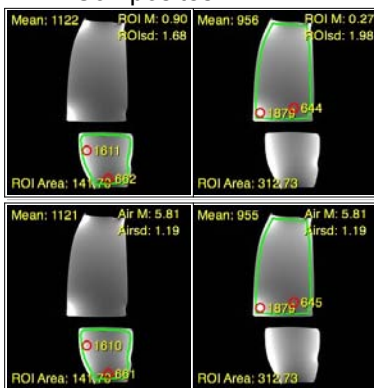 Mean: 1122
ROI M: 0.90
ROIsd: 1.68
1611
662
ROI Area: 141.70
Mean: 956
ROI M: 0.27
ROIsd: 1.98
1879
644
ROI Area: 312.73
Mean: 1121
Air M: 5.81
Airsd: 1.19
1610
661
ROI Area: 141.70
Mean: 955
Air M: 5.81
Airsd: 1.19
1879
645
ROI Area: 312.73